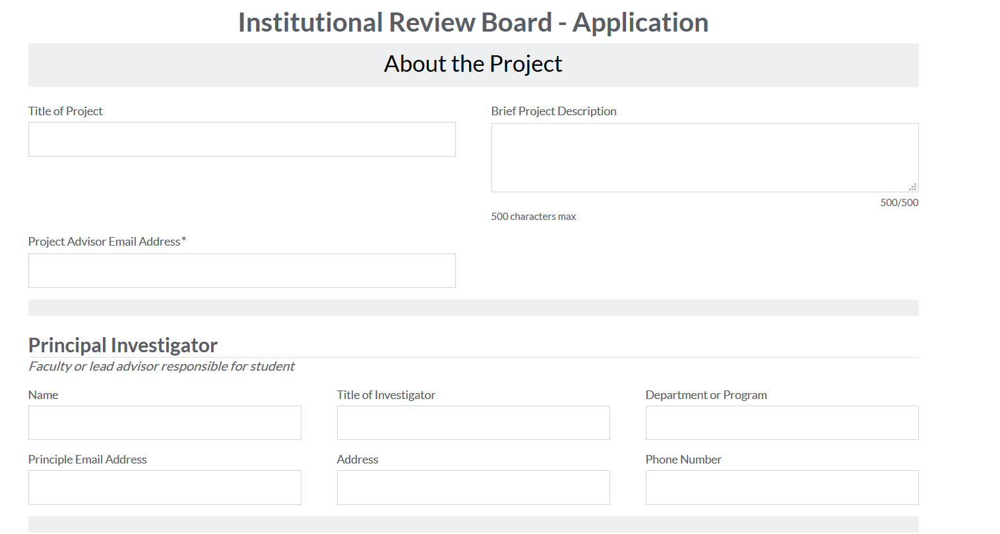 Institutional Review Board - Application
About the Project
Title of Project
Brief Project Description
500/500
500 characters max
Project Advisor Email Address*
Principal Investigator
Faculty or lead advisor responsible for student
Name
Title of Investigator
Department or Program
Principle Email Address
Address
Phone Number